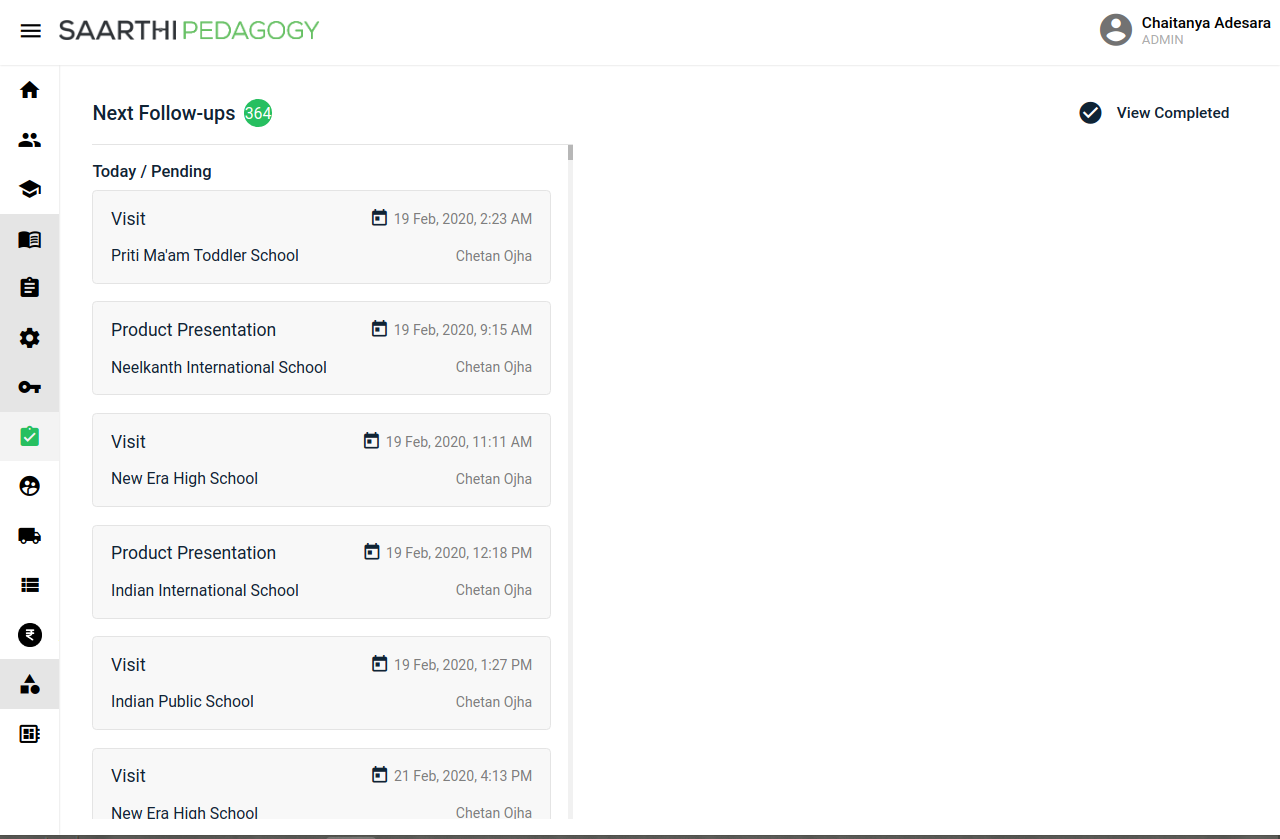 SAARTHI PEDAGOGY
Chaitanya Adesara
ADMIN
Next Follow-ups 364
View Completed
Today / Pending
Visit 19 Feb, 2020, 2:23 AM
Priti Ma'am Toddler School Chetan Ojha
Product Presentation 19 Feb, 2020, 9:15 AM
Neelkanth International School Chetan Ojha
Visit 19 Feb, 2020, 11:11 AM
New Era High School Chetan Ojha
Product Presentation 19 Feb, 2020, 12:18 PM
Indian International School Chetan Ojha
Visit 19 Feb, 2020, 1:27 PM
Indian Public School Chetan Ojha
Visit 21 Feb, 2020, 4:13 PM
New Era High School Chetan Ojha